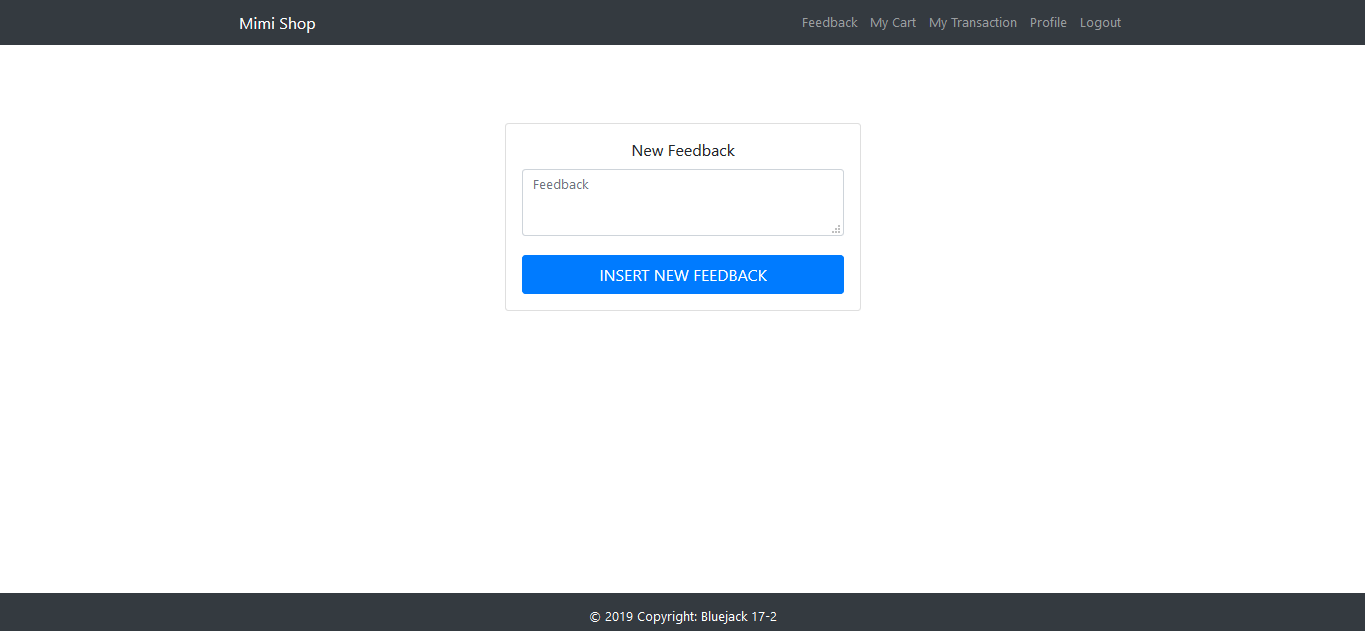 Mimi Shop
Feedback My Cart My Transaction Profile Logout
New Feedback
Feedback
INSERT NEW FEEDBACK
© 2019 Copyright: Bluejack 17-2